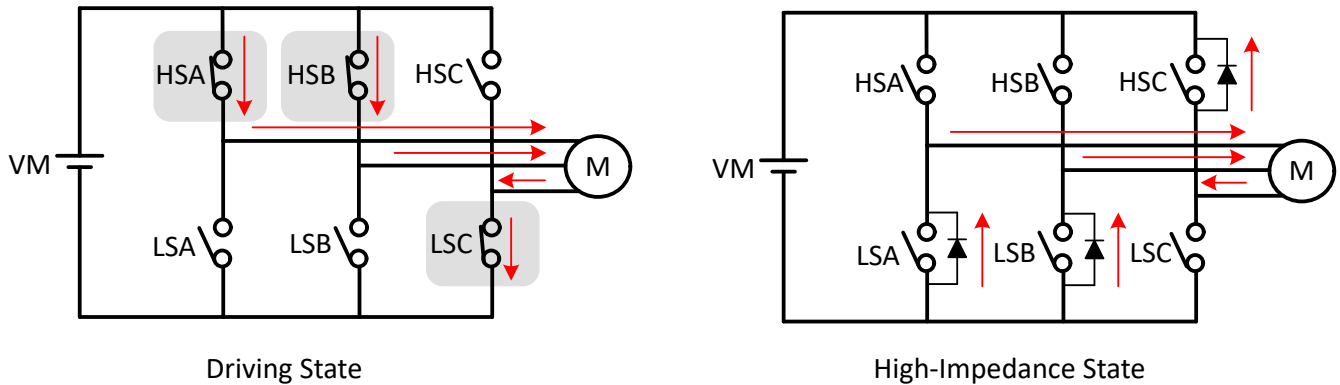 HSA
HSB
HSC
VM
M
LSA
LSB
LSC
Driving State
HSA
HSB
HSC
VM
M
LSA
LSB
LSC
High-Impedance State